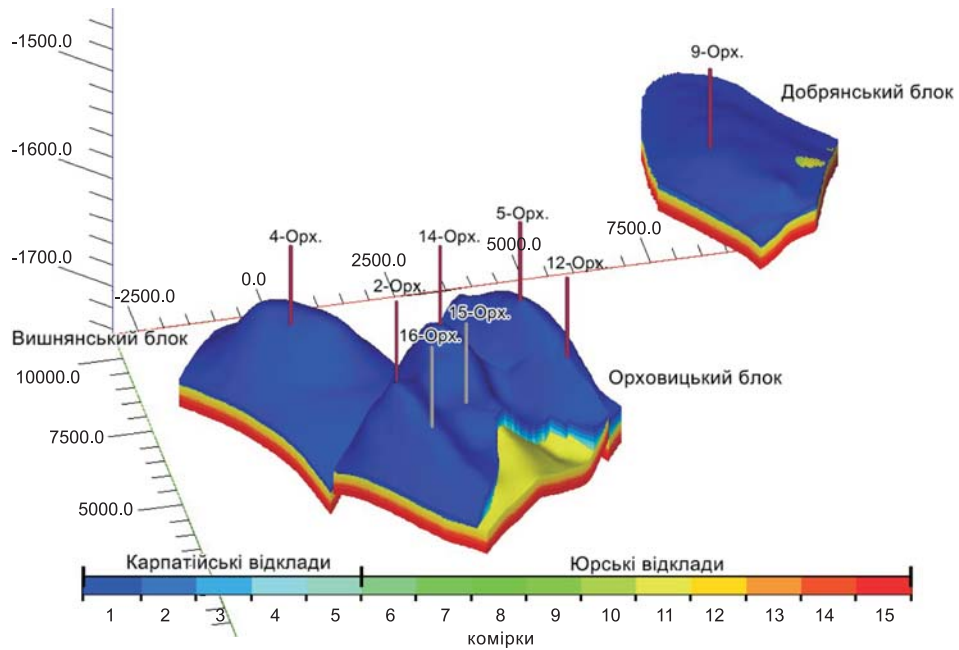 -1500.0
9-Орх.
Добрянський блок
-1600.0
5-Орх.
4-Орх.
14-Орх.
5000.0
7500.0
-1700.0
2500.0
12-Орх.
0.0
2-Орх.
-2500.0
15-Орх.
Вишнянський блок
16-Орх.
10000.0
Орховицький блок
7500.0
5000.0
Карпатійські відклади
Юрські відклади
1 2 3 4 5 6 7 8 9 10 11 12 13 14 15
комірки